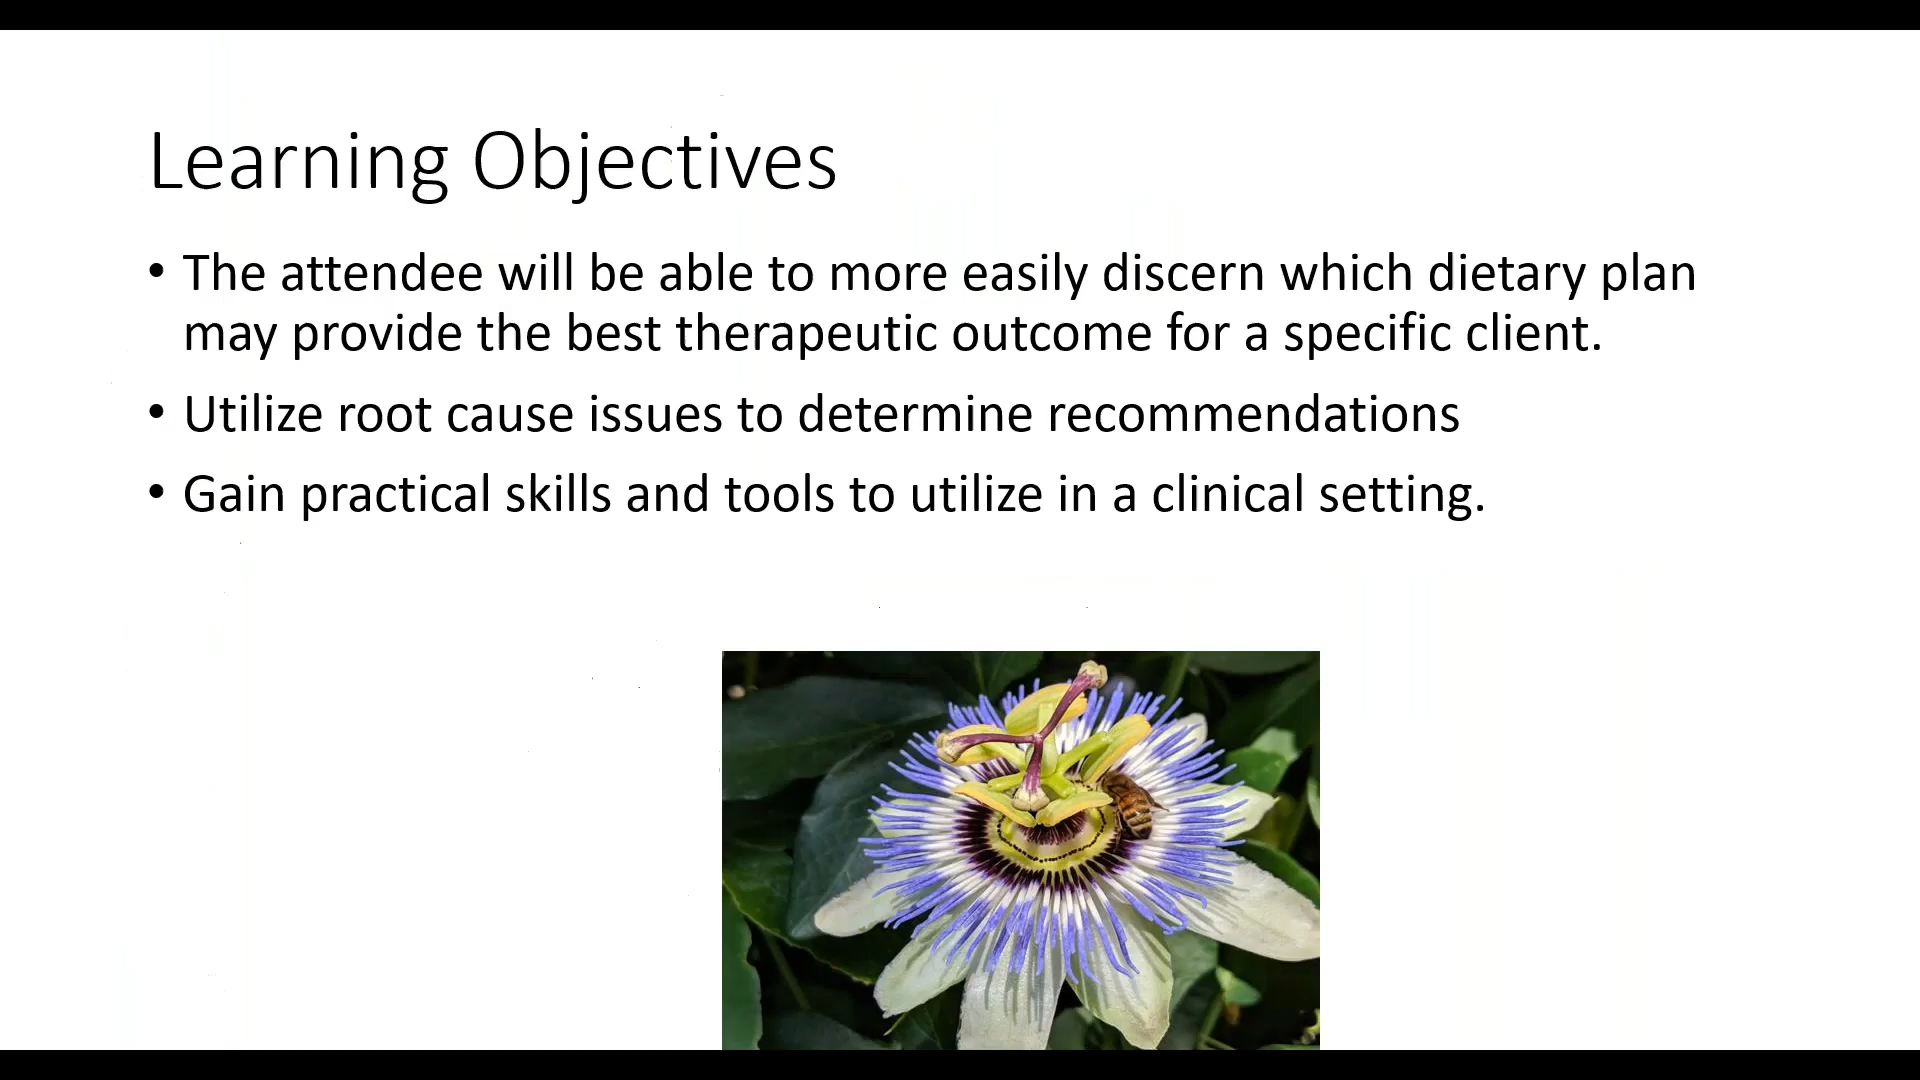 Learning Objectives
• The attendee will be able to more easily discern which dietary plan
may provide the best therapeutic outcome for a specific client.
• Utilize root cause issues to determine recommendations
• Gain practical skills and tools to utilize in a clinical setting.